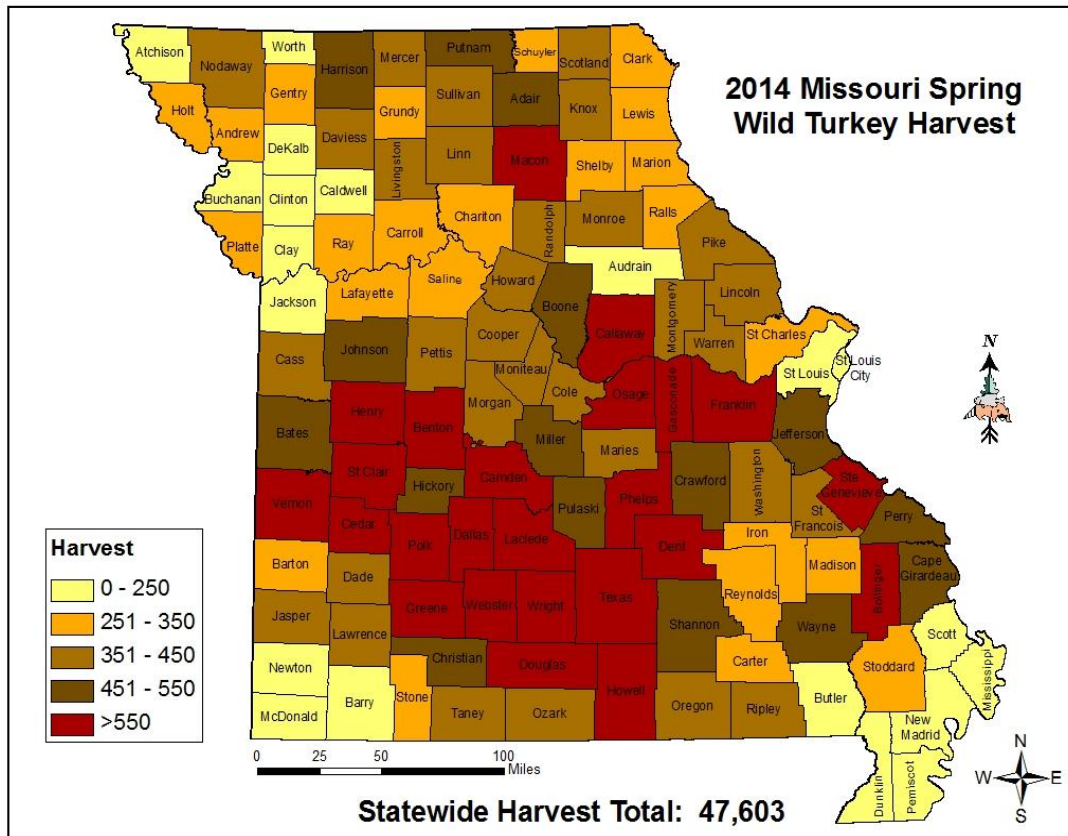 2014 Missouri Spring
Wild Turkey Harvest
Atchison
Nodaway
Worth
Harrison
Mercer
Putnam
Schuyler
Scotland
Clark
Holt
Gentry
Andrew
DeKalb
Daviess
Grundy
Sullivan
Adair
Knox
Lewis
Buchanan
Clinton
Caldwell
Livingston
Linn
Macon
Shelby
Marion
Platte
Clay
Ray
Carroll
Chariton
Randolph
Monroe
Ralls
Pike
Audrain
Jackson
Lafayette
Saline
Howard
Boone
Callaway
Montgomery
Lincoln
Warren
St Charles
St Louis
St Louis
City
Cass
Johnson
Pettis
Cooper
Moniteau
Morgan
Cole
Osage
Gasconade
Franklin
Jefferson
Bates
Henry
Benton
Miller
Maries
Washington
Crawford
St Clair
Hickory
Camden
Pulaski
Phelps
Ste
Genevieve
St
Francois
Perry
Vernon
Cedar
Polk
Dallas
Laclede
Dent
Iron
Madison
Bollinger
Cape
Girardeau
Barton
Dade
Greene
Webster
Wright
Texas
Reynolds
Shannon
Wayne
Scott
Jasper
Lawrence
Christian
Douglas
Howell
Carter
Stoddard
Mississippi
Newton
McDonald
Barry
Stone
Taney
Ozark
Oregon
Ripley
Butler
New
Madrid
Dunklin
Pemiscot
N
Harvest
0 - 250
251 - 350
351 - 450
451 - 550
>550
0 25 50 100
Miles
N
W E
S
Statewide Harvest Total: 47,603